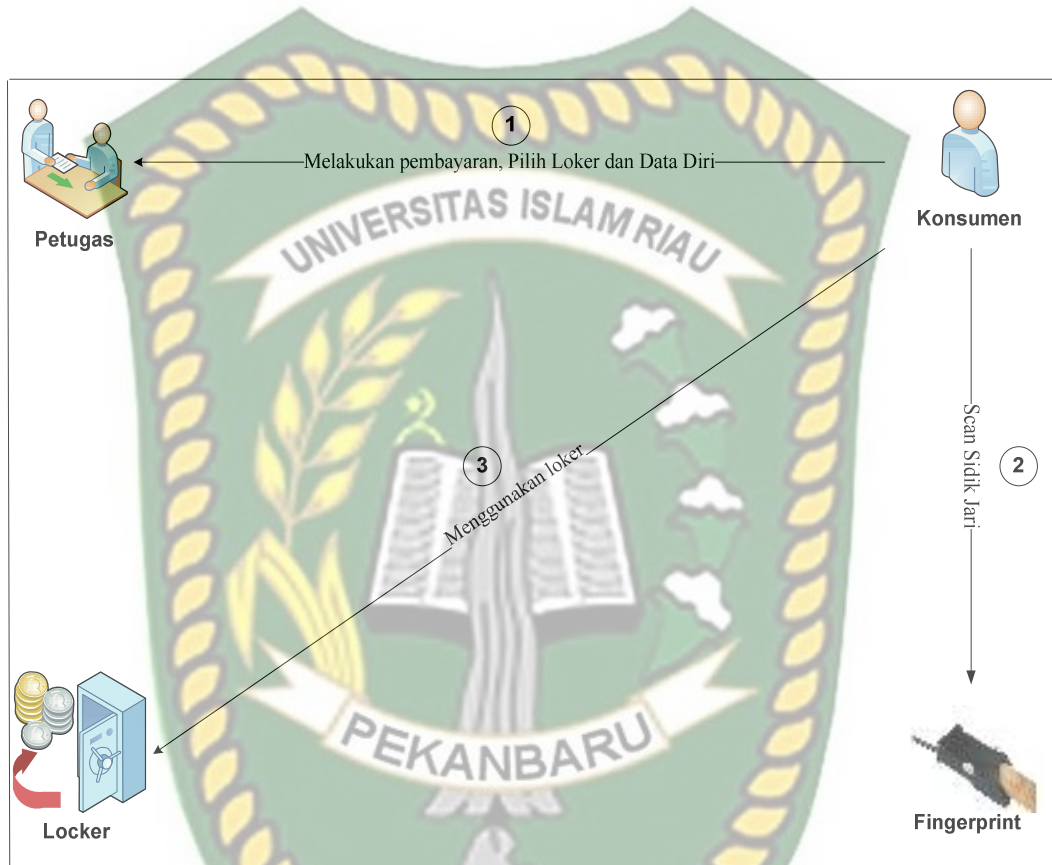 1
Melakukan pembayaran, Pilih Loker dan Data Diri
Petugas
Konsumen
UNIVERSITAS ISLAM RIAU
Scan Sidik Jari
2
3
Menggunakan loker
PEKANBARU
Locker
Fingerprint